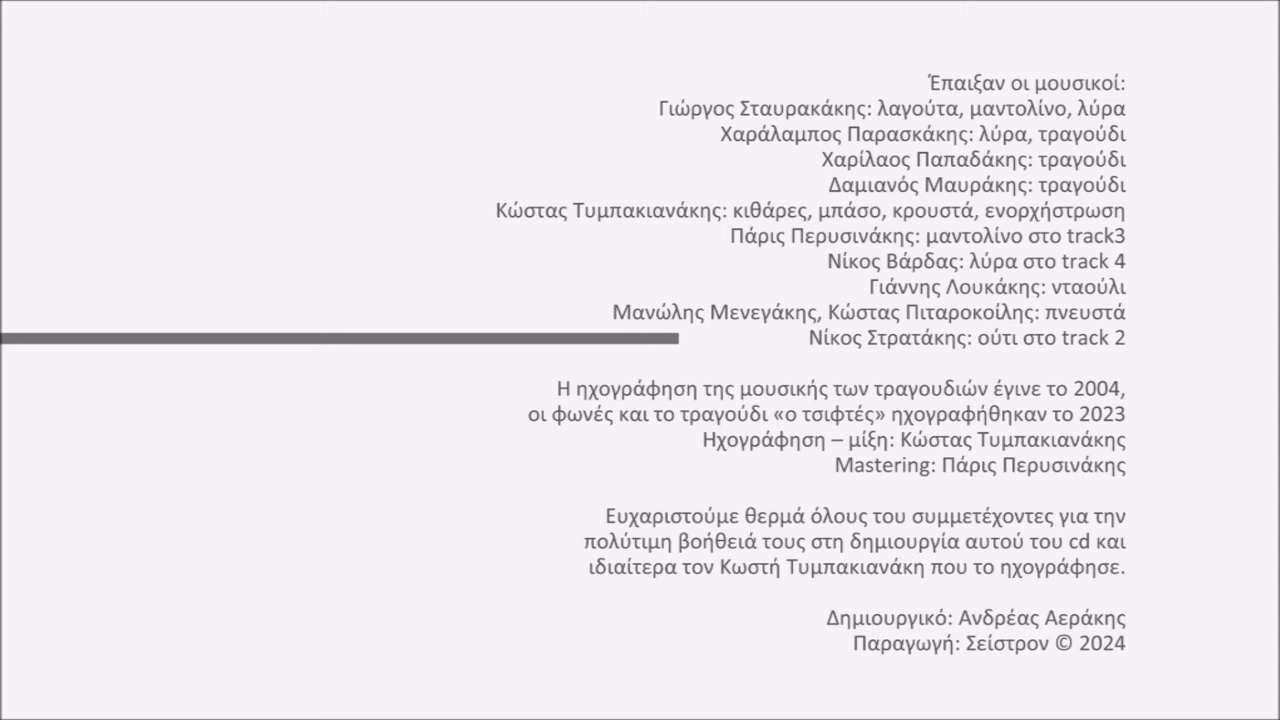 Έπαιξαν οι μουσικοί:
Γιώργος Σταυρακάκης: λαγούτα, μαντολίνο, λύρα
Χαράλαμπος Παρασκάκης: λύρα, τραγούδι
Χαρίλαος Παπαδάκης: τραγούδι
Δαμιανός Μαυράκης: τραγούδι
Κώστας Τυμπακιανάκης: κιθάρες, μπάσο, κρουστά, ενορχήστρωση
Πάρις Περυσινάκης: μαντολίνο στο track3
Νίκος Βάρδας: λύρα στο track 4
Γιάννης Λουκάκης: νταούλι
Μανώλης Μενεγάκης, Κώστας Πιταροκοίλης: πνευστά
Νίκος Στρατάκης: ούτι στο track 2
Η ηχογράφηση της μουσικής των τραγουδιών έγινε το 2004,
οι φωνές και το τραγούδι «ο τσιφτές» ηχογραφήθηκαν το 2023
Ηχογράφηση – μίξη: Κώστας Τυμπακιανάκης
Mastering: Πάρις Περυσινάκης
Ευχαριστούμε θερμά όλους του συμμετέχοντες για την
πολύτιμη βοήθειά τους στη δημιουργία αυτού του cd και
ιδιαίτερα τον Κωστή Τυμπακιανάκη που το ηχογράφησε.
Δημιουργικό: Ανδρέας Αεράκης
Παραγωγή: Σείστρον © 2024